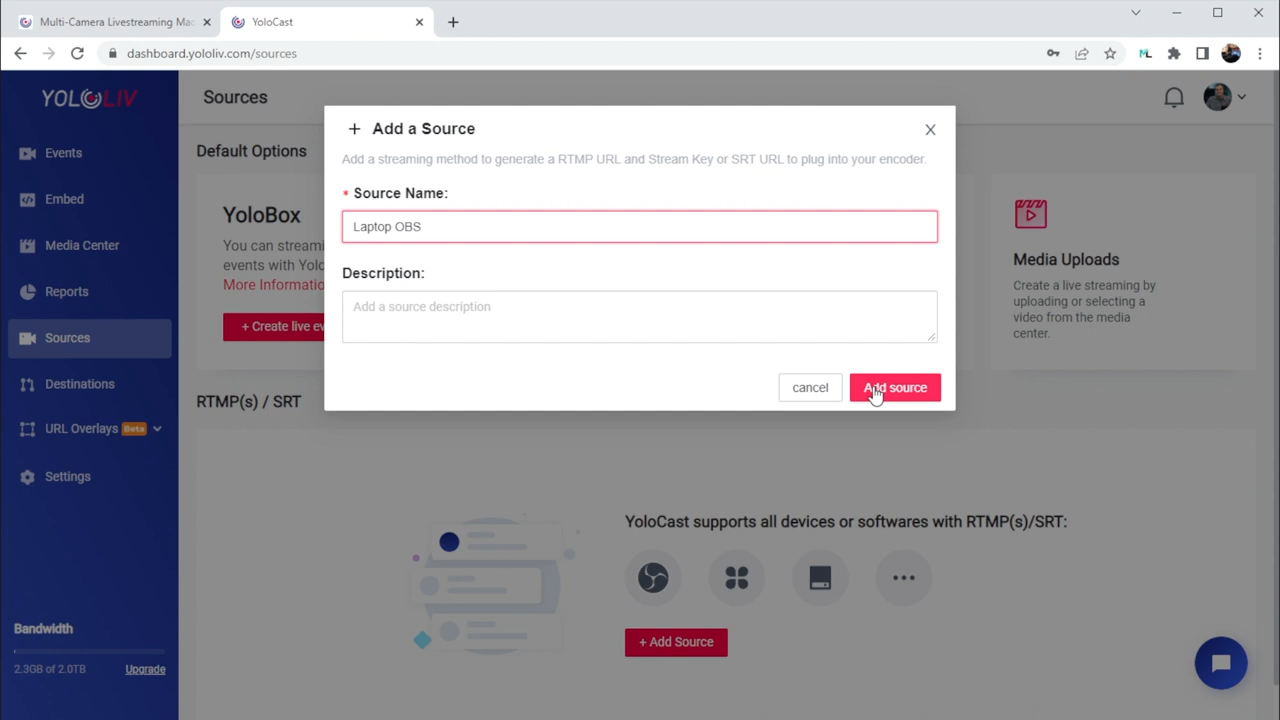 Multi-Camera Livestreaming Mac
YoloCast
dashboard.yololiv.com/sources
YOLOLIV
Events
Embed
Media Center
Reports
Sources
Destinations
URL Overlays Beta
Settings
Bandwidth
2.3GB of 2.0TB Upgrade
Sources
Default Options
YoloBox
You can streami
events with Yolo
More Informatio
+ Create live ev
+ Add a Source
Add a streaming method to generate a RTMP URL and Stream Key or SRT URL to plug into your encoder.
* Source Name:
Laptop OBS
Description:
Add a source description
cancel
Add source
Media Uploads
Create a live streaming by
uploading or selecting a
video from the media
center.
RTMP(s) / SRT
YoloCast supports all devices or softwares with RTMP(s)/SRT:
+ Add Source